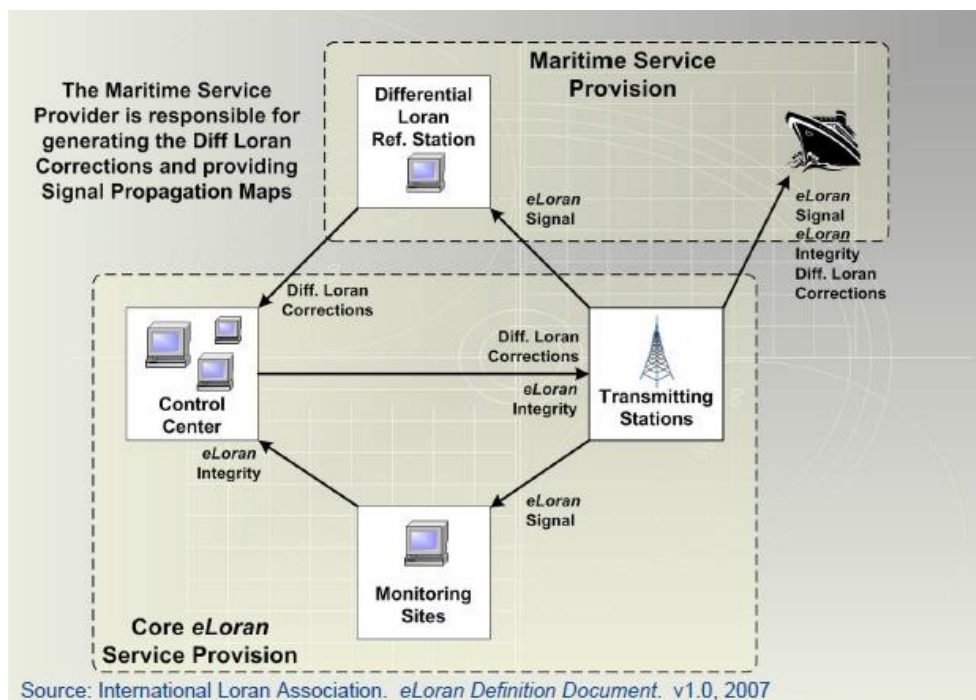 The Maritime Service
Provider is responsible for
generating the Diff Loran
Corrections and providing
Signal Propagation Maps
Maritime Service
Provision
Differential
Loran
Ref. Station
eLoran
Signal
eLoran
Signal
eLoran
Integrity
Diff. Loran
Corrections
Diff. Loran
Corrections
Control
Center
Diff. Loran
Corrections
eLoran
Integrity
Transmitting
Stations
eLoran
Integrity
eLoran
Signal
Monitoring
Sites
Core eLoran
Service Provision
Source: International Loran Association. eLoran Definition Document. v1.0, 2007